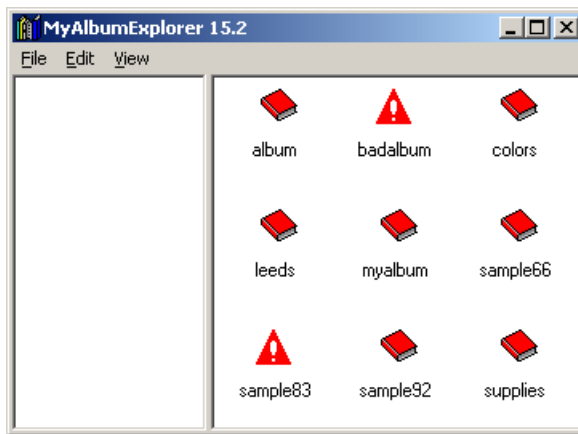 MyAlbumExplorer 15.2
File Edit View
album badalbum colors
leeds myalbum sample66
sample83 sample92 supplies